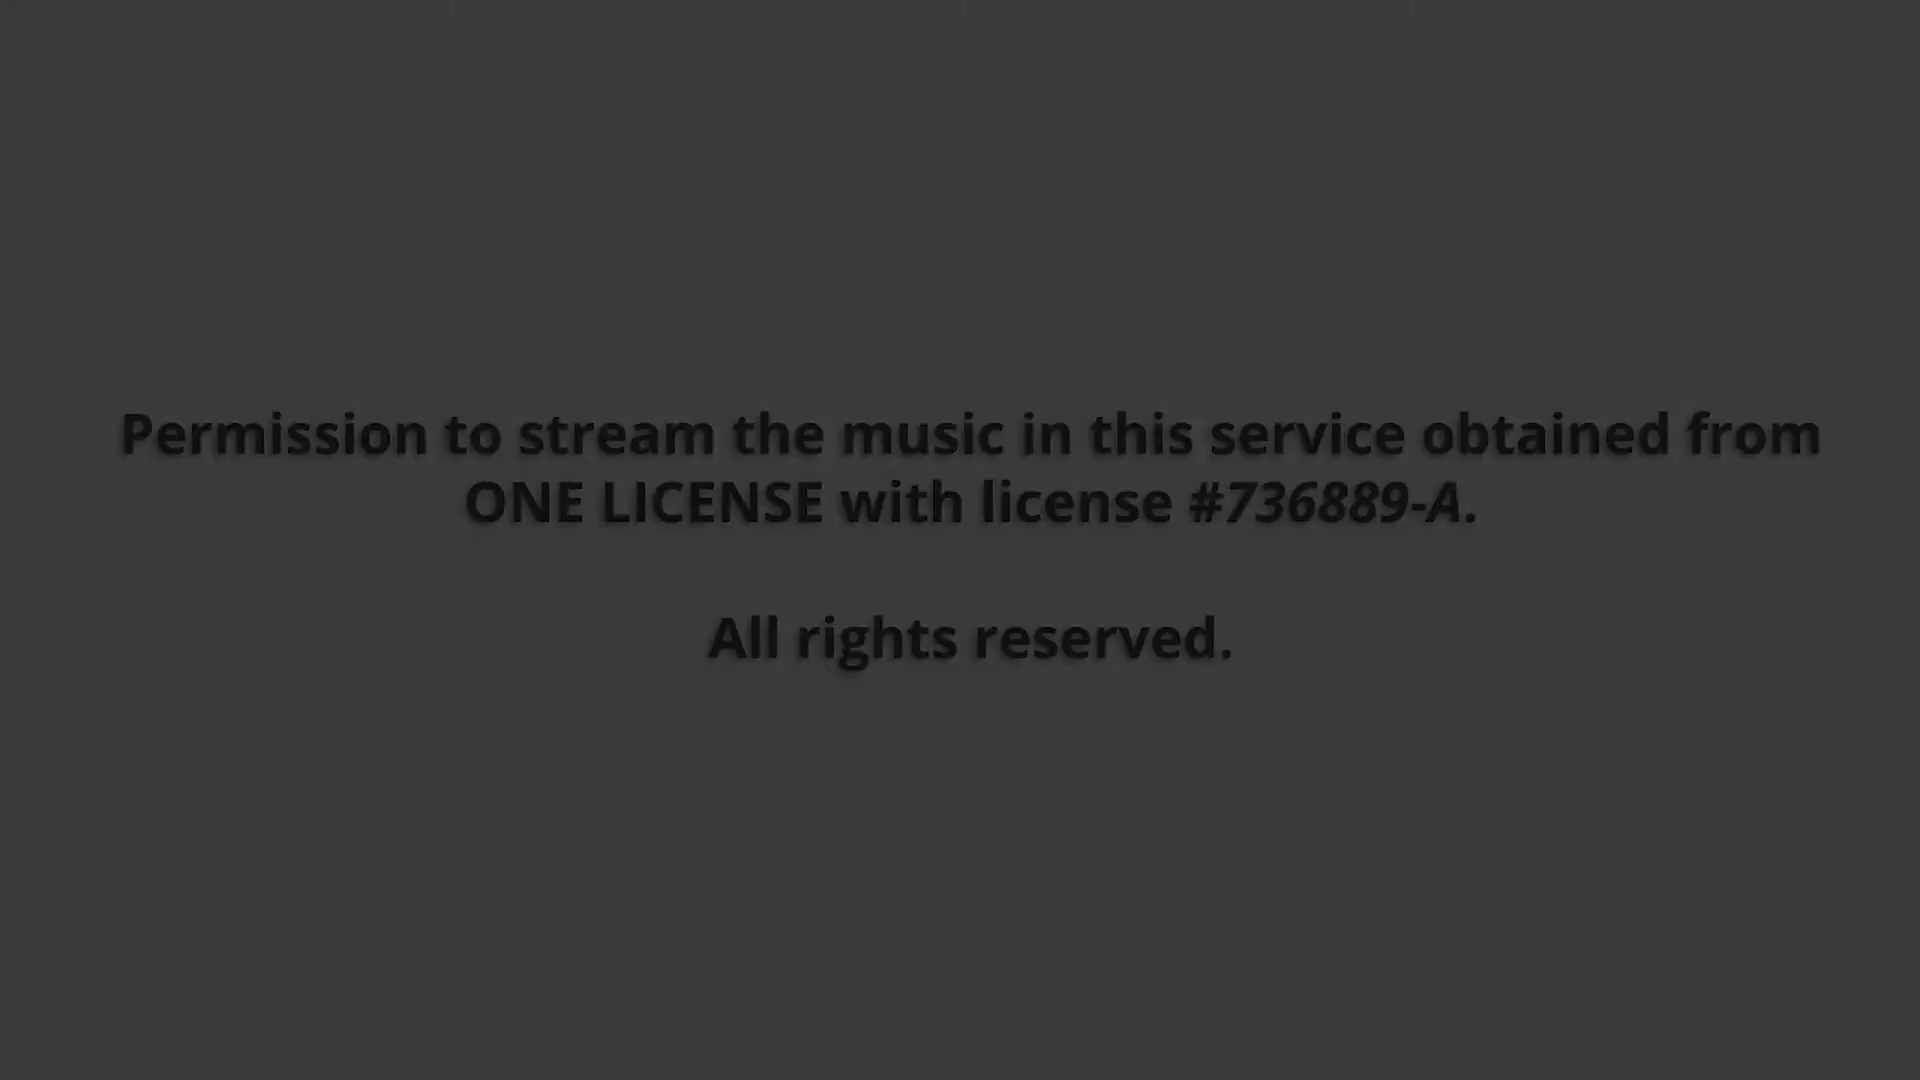 Permission to stream the music in this service obtained from
ONE LICENSE with license #736889-A.
All rights reserved.